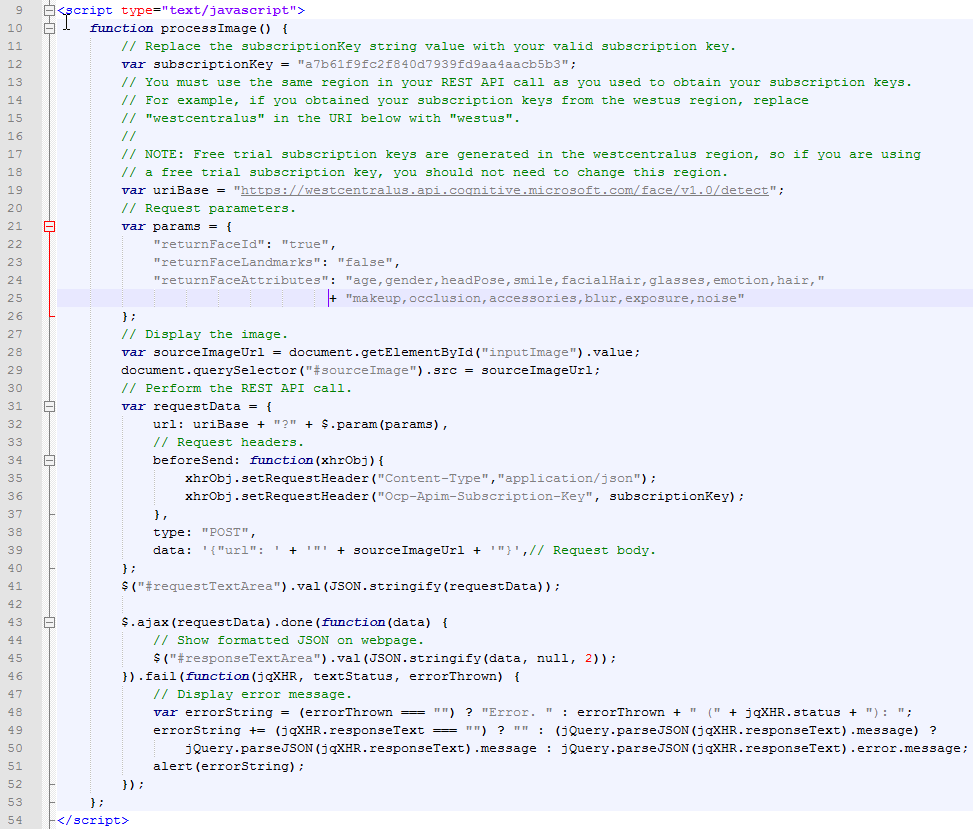 9 <script type="text/javascript">
10 function processImage() {
11 // Replace the subscriptionKey string value with your valid subscription key.
12 var subscriptionKey = "a7b61f9fc2f840d7939fd9aa4aacb5b3";
13 // You must use the same region in your REST API call as you used to obtain your subscription keys.
14 // For example, if you obtained your subscription keys from the westus region, replace
15 // "westcentralus" in the URI below with "westus".
16 //
17 // NOTE: Free trial subscription keys are generated in the westcentralus region, so if you are using
18 // a free trial subscription key, you should not need to change this region.
19 var uriBase = "https://westcentralus.api.cognitive.microsoft.com/face/v1.0/detect";
20 // Request parameters.
21 var params = {
22 "returnFaceId": "true",
23 "returnFaceLandmarks": "false",
24 "returnFaceAttributes": "age,gender,headPose,smile,facialHair,glasses,emotion,hair,"
25 + "makeup,occlusion,accessories,blur,exposure,noise"
26 };
27 // Display the image.
28 var sourceImageUrl = document.getElementById("inputImage").value;
29 document.querySelector("#sourceImage").src = sourceImageUrl;
30 // Perform the REST API call.
31 var requestData = {
32 url: uriBase + "?" + $.param(params),
33 // Request headers.
34 beforeSend: function(xhrObj){
35 xhrObj.setRequestHeader("Content-Type","application/json");
36 xhrObj.setRequestHeader("Ocp-Apim-Subscription-Key", subscriptionKey);
37 },
38 type: "POST",
39 data: '{"url": ' + '"' + sourceImageUrl + '"}',// Request body.
40 };
41 $("#requestTextArea").val(JSON.stringify(requestData));
42
43 $.ajax(requestData).done(function(data) {
44 // Show formatted JSON on webpage.
45 $("#responseTextArea").val(JSON.stringify(data, null, 2));
46 }).fail(function(jqXHR, textStatus, errorThrown) {
47 // Display error message.
48 var errorString = (errorThrown === "") ? "Error. " : errorThrown + " (" + jqXHR.status + "): ";
49 errorString += (jqXHR.responseText === "") ? "" : (jQuery.parseJSON(jqXHR.responseText).message) ?
50 jQuery.parseJSON(jqXHR.responseText).message : jQuery.parseJSON(jqXHR.responseText).error.message;
51 alert(errorString);
52 });
53 };
54 </script>